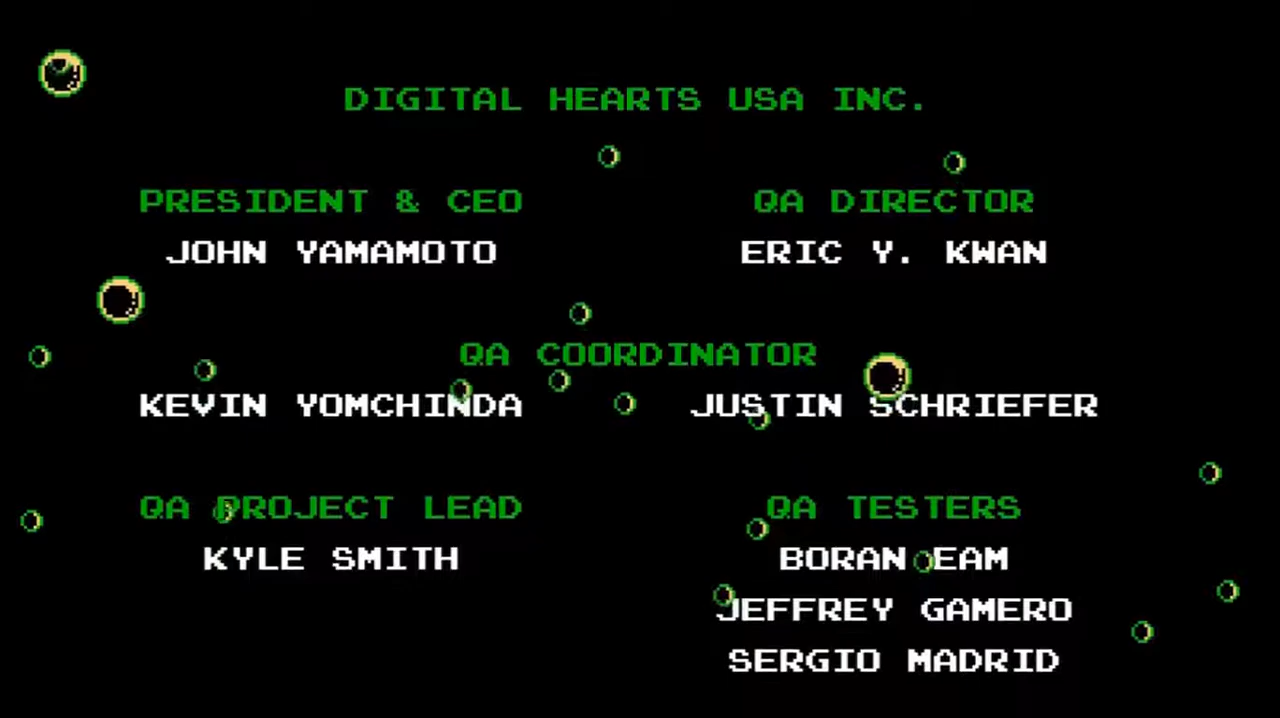 DIGITAL HEARTS USA INC.
PRESIDENT & CEO
JOHN YAMAMOTO
QA DIRECTOR
ERIC Y. KWAN
QA COORDINATOR
KEVIN YOMCHINDA
JUSTIN SCHRIEFER
QA PROJECT LEAD
KYLE SMITH
QA TESTERS
BORAN EAM
JEFFREY GAMERO
SERGIO MADRID